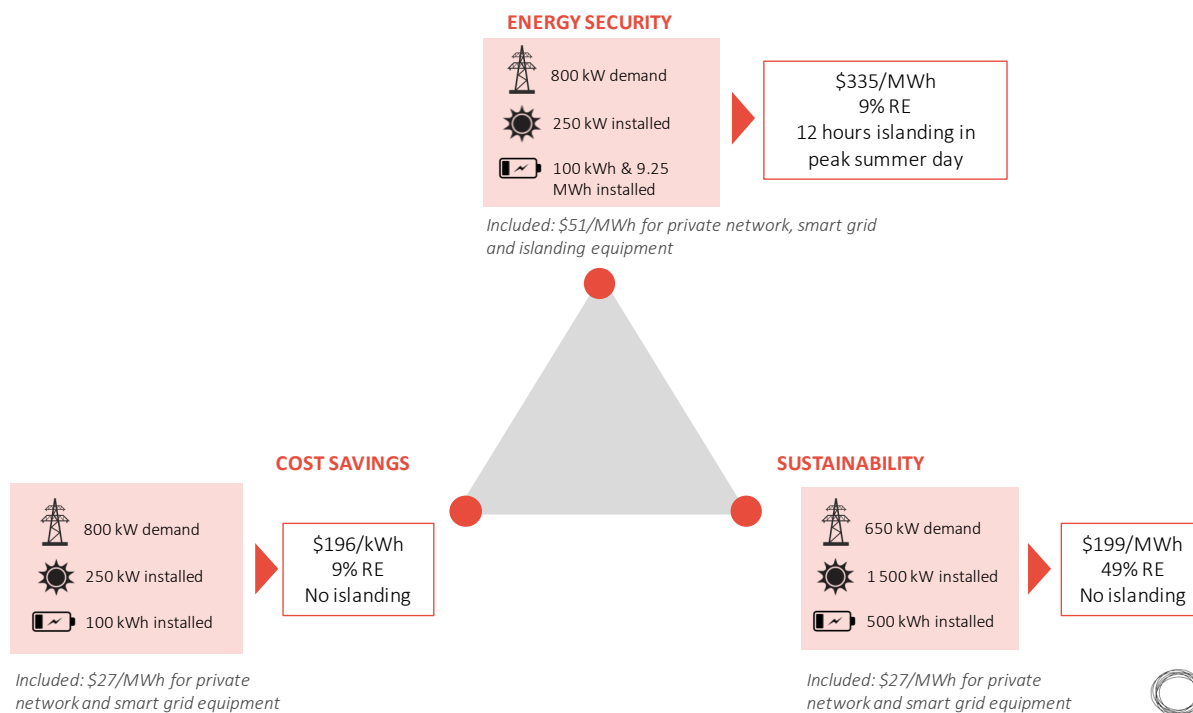 ENERGY SECURITY
800 kW demand
250 kW installed
100 kWh & 9.25
MWh installed
$335/MWh
9% RE
12 hours islanding in
peak summer day
Included: $51/MWh for private network, smart grid
and islanding equipment
COST SAVINGS
800 kW demand
250 kW installed
100 kWh installed
$196/kWh
9% RE
No islanding
Included: $27/MWh for private
network and smart grid equipment
SUSTAINABILITY
650 kW demand
1 500 kW installed
500 kWh installed
$199/MWh
49% RE
No islanding
Included: $27/MWh for private
network and smart grid equipment